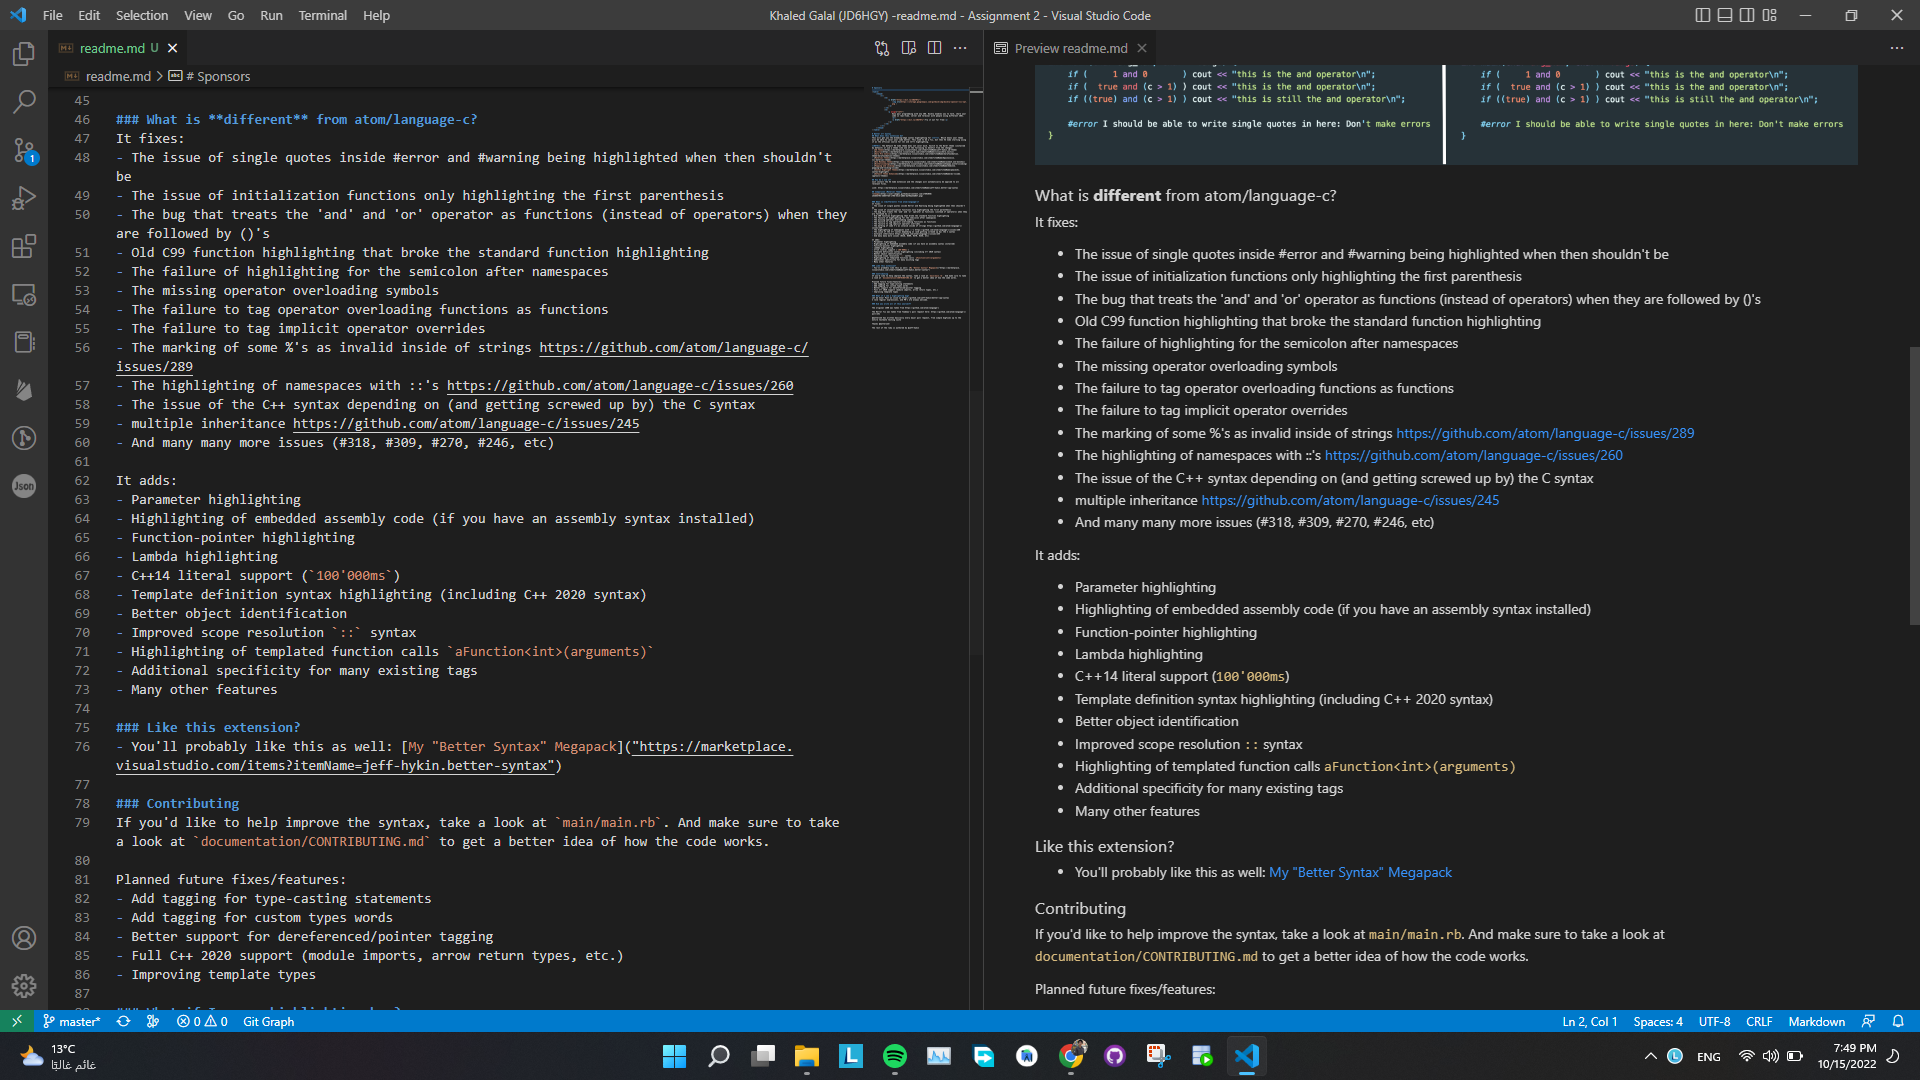 File Edit Selection View Go Run Terminal Help
Khaled Galal (JD6HGY) -readme.md - Assignment 2 - Visual Studio Code
readme.md U
readme.md > # Sponsors
45
46 ### What is **different** from atom/language-c?
47 It fixes:
48 - The issue of single quotes inside #error and #warning being highlighted when then shouldn't
be
49 - The issue of initialization functions only highlighting the first parenthesis
50 - The bug that treats the 'and' and 'or' operator as functions (instead of operators) when they
are followed by ()'s
51 - Old C99 function highlighting that broke the standard function highlighting
52 - The failure of highlighting for the semicolon after namespaces
53 - The missing operator overloading symbols
54 - The failure to tag operator overloading functions as functions
55 - The failure to tag implicit operator overrides
56 - The marking of some %'s as invalid inside of strings https://github.com/atom/language-c/
issues/289
57 - The highlighting of namespaces with ::'s https://github.com/atom/language-c/issues/260
58 - The issue of the C++ syntax depending on (and getting screwed up by) the C syntax
59 - multiple inheritance https://github.com/atom/language-c/issues/245
60 - And many many more issues (#318, #309, #270, #246, etc)
61
62 It adds:
63 - Parameter highlighting
64 - Highlighting of embedded assembly code (if you have an assembly syntax installed)
65 - Function-pointer highlighting
66 - Lambda highlighting
67 - C++14 literal support (`100'000ms`)
68 - Template definition syntax highlighting (including C++ 2020 syntax)
69 - Better object identification
70 - Improved scope resolution `::` syntax
71 - Highlighting of templated function calls `aFunction<int>(arguments)`
72 - Additional specificity for many existing tags
73 - Many other features
74
75 ### Like this extension?
76 - You'll probably like this as well: [My "Better Syntax" Megapack]("https://marketplace.
visualstudio.com/items?itemName=jeff-hykin.better-syntax")
77
78 ### Contributing
79 If you'd like to help improve the syntax, take a look at `main/main.rb`. And make sure to take
a look at `documentation/CONTRIBUTING.md` to get a better idea of how the code works.
80
81 Planned future fixes/features:
82 - Add tagging for type-casting statements
83 - Add tagging for custom types words
84 - Better support for dereferenced/pointer tagging
85 - Full C++ 2020 support (module imports, arrow return types, etc.)
86 - Improving template types
87
Preview readme.md
if ( 1 and 0 ) cout << "this is the and operator\n";
if ( true and (c > 1) ) cout << "this is the and operator\n";
if ((true) and (c > 1) ) cout << "this is still the and operator\n";
#error I should be able to write single quotes in here: Don't make errors
}
if ( 1 and 0 ) cout << "this is the and operator\n";
if ( true and (c > 1) ) cout << "this is the and operator\n";
if ((true) and (c > 1) ) cout << "this is still the and operator\n";
#error I should be able to write single quotes in here: Don't make errors
}
What is different from atom/language-c?
It fixes:
• The issue of single quotes inside #error and #warning being highlighted when then shouldn't be
• The issue of initialization functions only highlighting the first parenthesis
• The bug that treats the 'and' and 'or' operator as functions (instead of operators) when they are followed by ()'s
• Old C99 function highlighting that broke the standard function highlighting
• The failure of highlighting for the semicolon after namespaces
• The missing operator overloading symbols
• The failure to tag operator overloading functions as functions
• The failure to tag implicit operator overrides
• The marking of some %'s as invalid inside of strings https://github.com/atom/language-c/issues/289
• The highlighting of namespaces with ::'s https://github.com/atom/language-c/issues/260
• The issue of the C++ syntax depending on (and getting screwed up by) the C syntax
• multiple inheritance https://github.com/atom/language-c/issues/245
• And many many more issues (#318, #309, #270, #246, etc)
It adds:
• Parameter highlighting
• Highlighting of embedded assembly code (if you have an assembly syntax installed)
• Function-pointer highlighting
• Lambda highlighting
• C++14 literal support (100'000ms)
• Template definition syntax highlighting (including C++ 2020 syntax)
• Better object identification
• Improved scope resolution :: syntax
• Highlighting of templated function calls aFunction<int>(arguments)
• Additional specificity for many existing tags
• Many other features
Like this extension?
• You'll probably like this as well: My "Better Syntax" Megapack
Contributing
If you'd like to help improve the syntax, take a look at main/main.rb. And make sure to take a look at
documentation/CONTRIBUTING.md to get a better idea of how the code works.
Planned future fixes/features:
1
Json
master* 0 0 Git Graph
Ln 2, Col 1 Spaces: 4 UTF-8 CRLF Markdown
13°C
غائم غالبًا
L
ENG
7:49 PM
10/15/2022